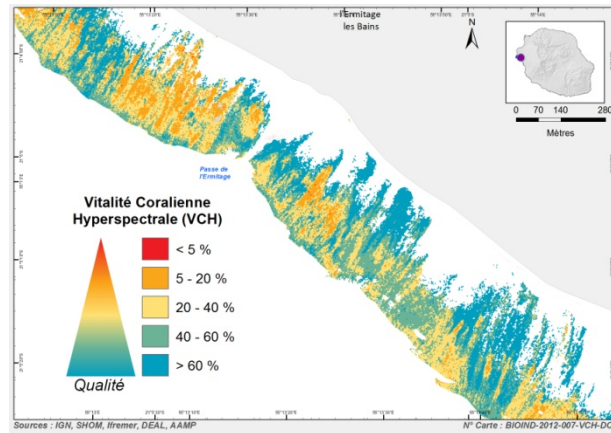 l'Ermitage
les Bains
N
0 70 140 280
Mètres
Passe de
l'Ermitage
Vitalité Coralienne
Hyperspectrale (VCH)
< 5 %
5 - 20 %
20 - 40 %
40 - 60 %
> 60 %
Qualité
Sources : IGN, SHOM, Ifremer, DEAL, AAMP
N° Carte : BIOIND-2012-007-VCH-DO